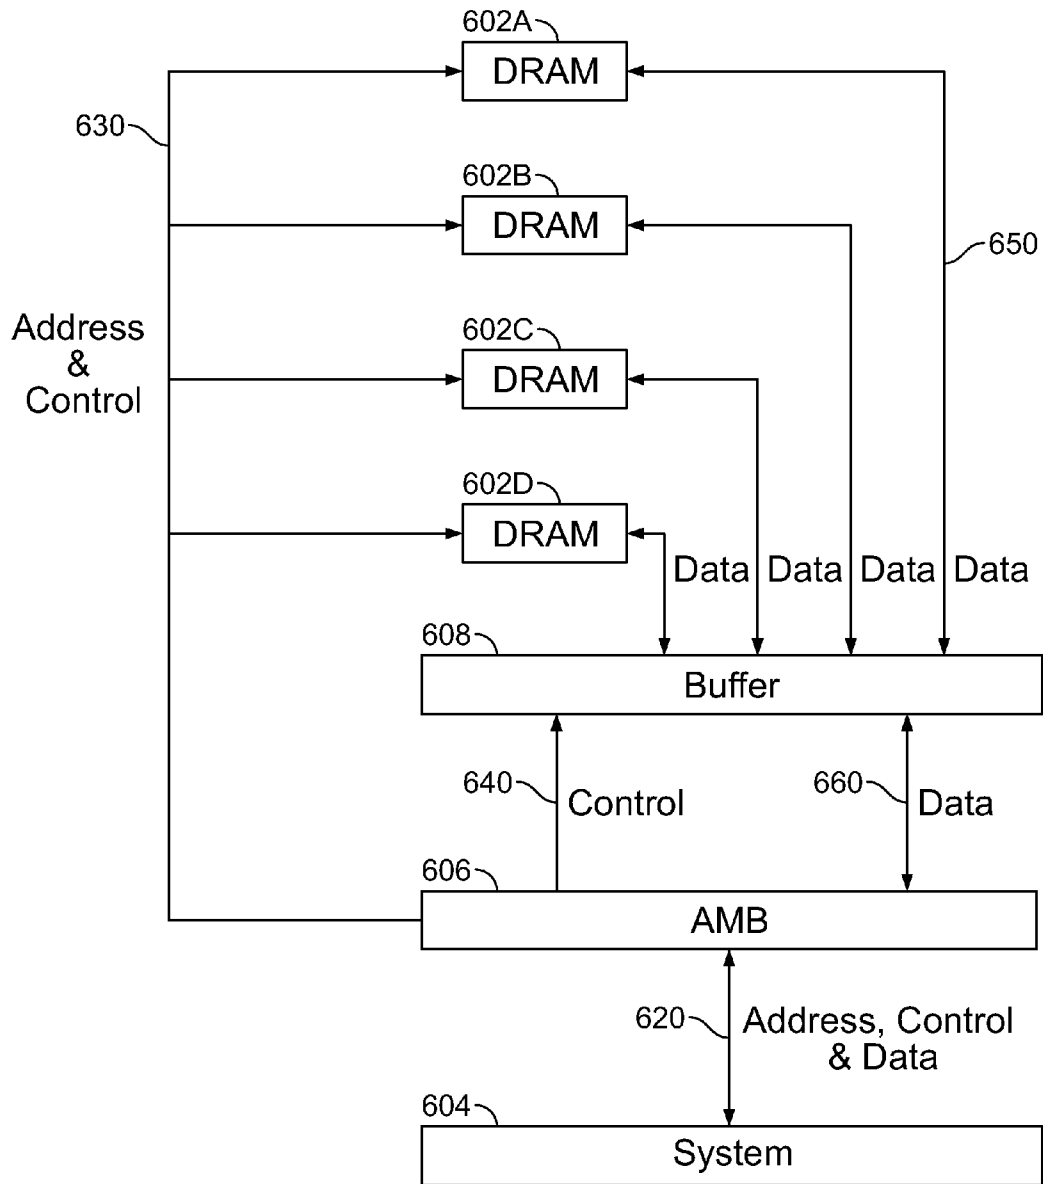 602A
DRAM
630
602B
DRAM
650
Address
&
Control
602C
DRAM
602D
DRAM
Data Data Data Data
608
Buffer
640
Control
660
Data
606
AMB
620
Address, Control
& Data
604
System